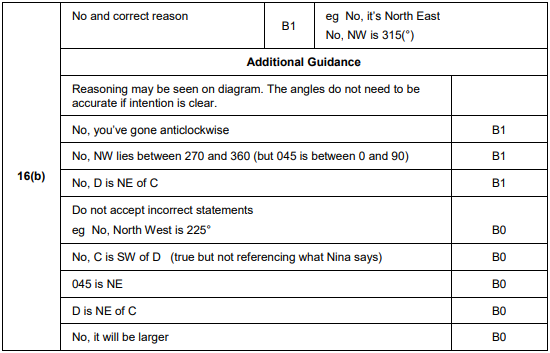 No and correct reason
B1
eg No, it's North East
No, NW is 315(°)
Additional Guidance
Reasoning may be seen on diagram. The angles do not need to be
accurate if intention is clear.
No, you've gone anticlockwise
B1
No, NW lies between 270 and 360 (but 045 is between 0 and 90)
B1
16(b)
No, D is NE of C
B1
Do not accept incorrect statements
eg No, North West is 225°
B0
No, C is SW of D (true but not referencing what Nina says)
B0
045 is NE
B0
D is NE of C
B0
No, it will be larger
B0